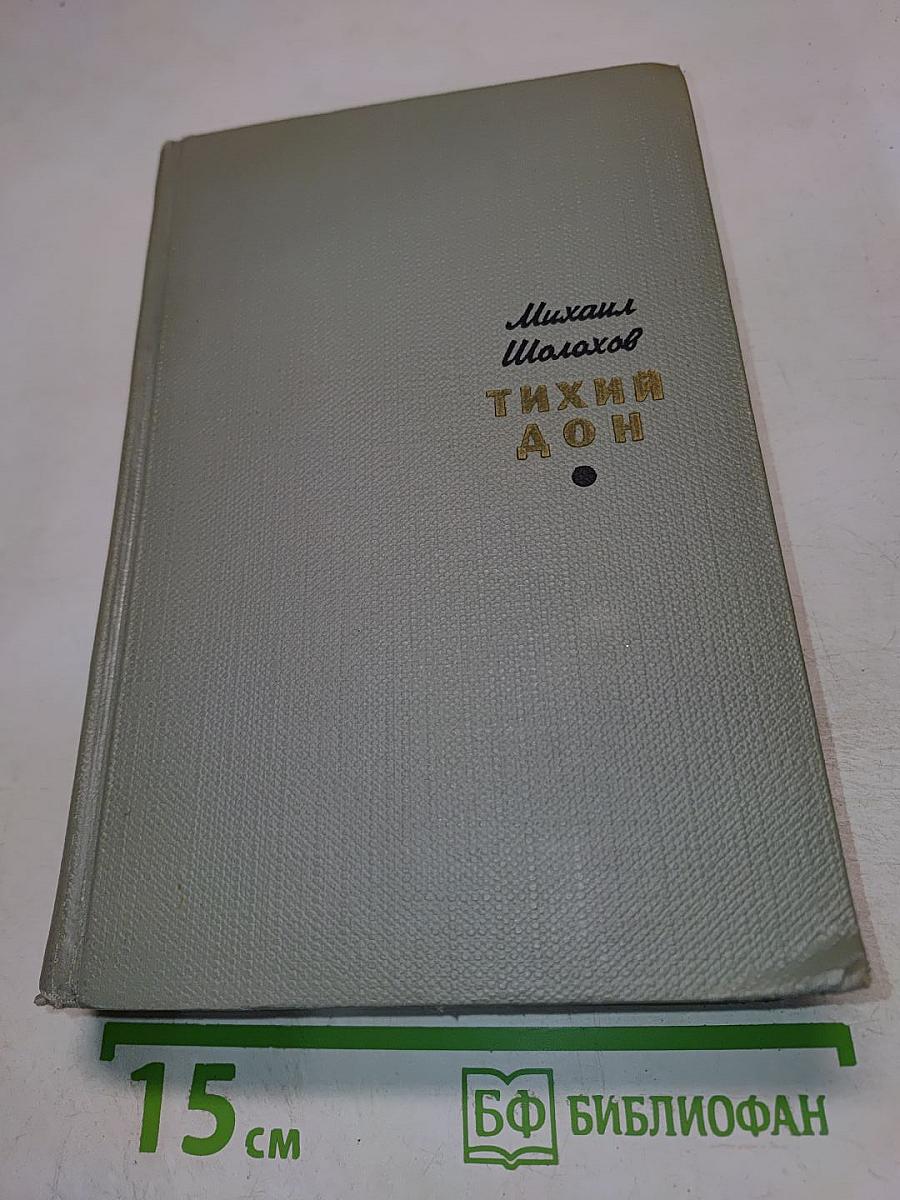 Михаил
Шолохов
ТИХИЙ
ДОН
15 см
БФ БИБЛИОФАН